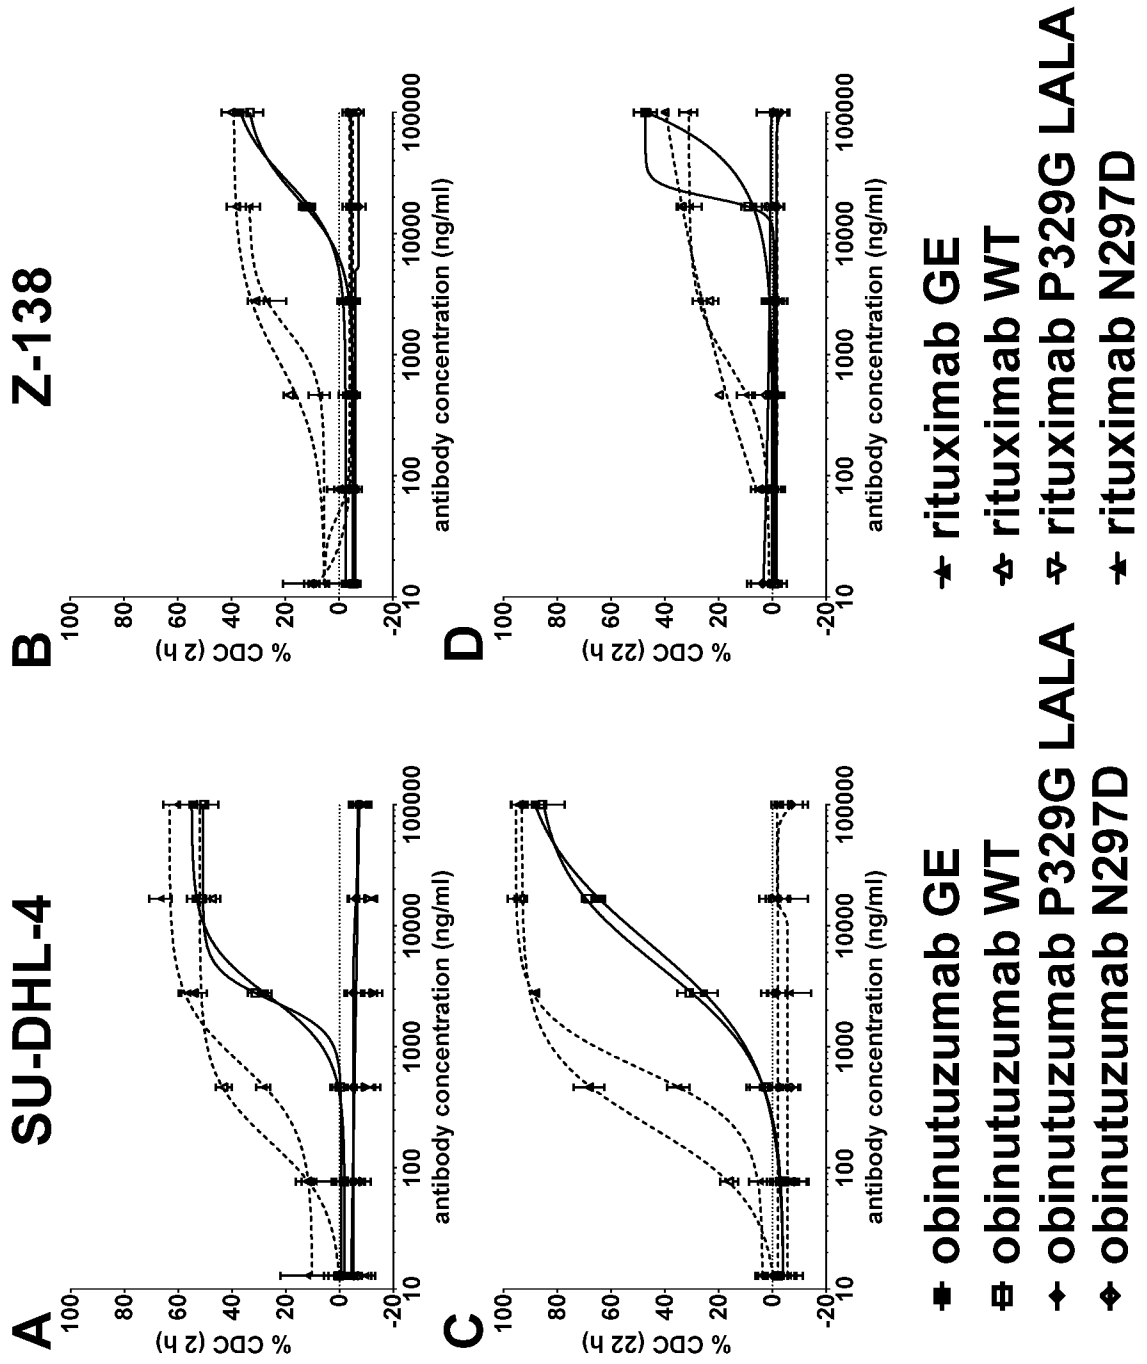 SU-DHL-4
Z-138
A
100
80
60
40
20
0
-20
% CDC (2 h)
10
100
1000
10000
100000
antibody concentration (ng/ml)
B
100
80
60
40
20
0
-20
% CDC (2 h)
10
100
1000
10000
100000
antibody concentration (ng/ml)
C
100
80
60
40
20
0
-20
% CDC (22 h)
10
100
1000
10000
100000
antibody concentration (ng/ml)
D
100
80
60
40
20
0
-20
% CDC (22 h)
10
100
1000
10000
100000
antibody concentration (ng/ml)
obinutuzumab GE
obinutuzumab WT
obinutuzumab P329G LALA
obinutuzumab N297D
rituximab GE
rituximab WT
rituximab P329G LALA
rituximab N297D